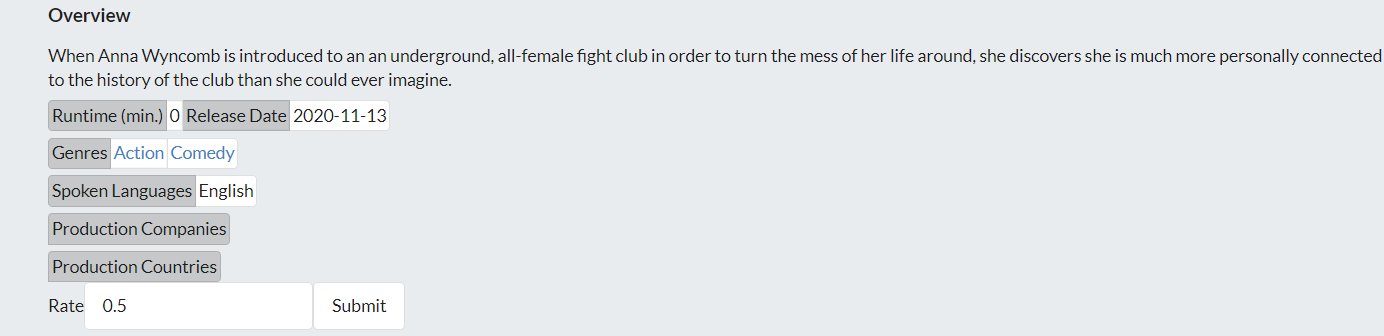 Overview
When Anna Wyncomb is introduced to an an underground, all-female fight club in order to turn the mess of her life around, she discovers she is much more personally connected
to the history of the club than she could ever imagine.
Runtime (min.) 0 Release Date 2020-11-13
Genres Action Comedy
Spoken Languages English
Production Companies
Production Countries
Rate 0.5 Submit